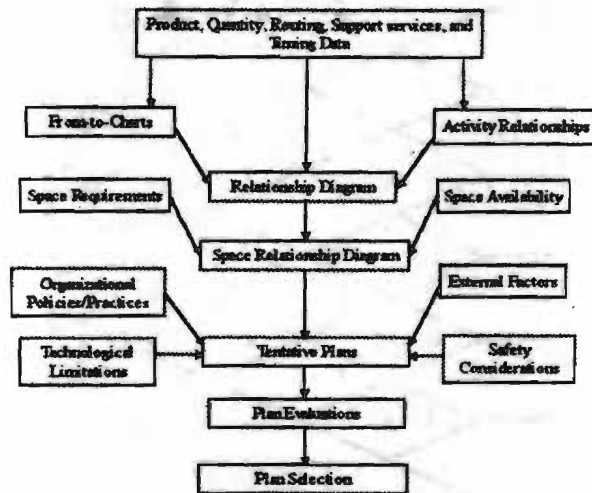 Product, Quantity, Routing, Support services, and
Timing Data
From-to-Charts
Activity Relationships
Relationship Diagram
Space Requirements
Space Availability
Space Relationship Diagram
Organizational
Policies/Practices
External Factors
Technological
Limitations
Tentative Plans
Safety
Considerations
Plan Evaluations
Plan Selection